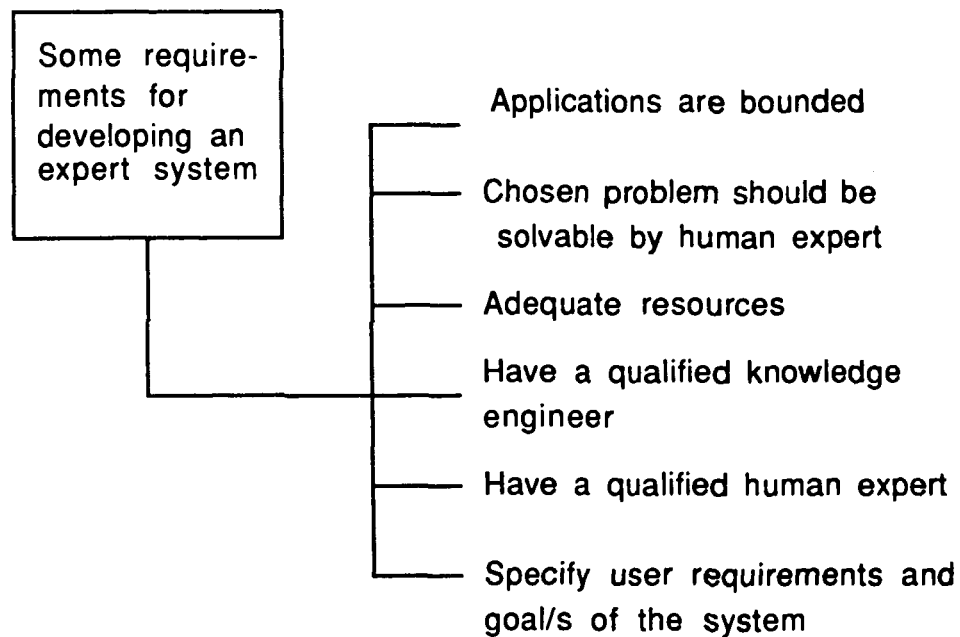 Some require-
ments for
developing an
expert system
Applications are bounded
Chosen problem should be
solvable by human expert
Adequate resources
Have a qualified knowledge
engineer
Have a qualified human expert
Specify user requirements and
goal/s of the system